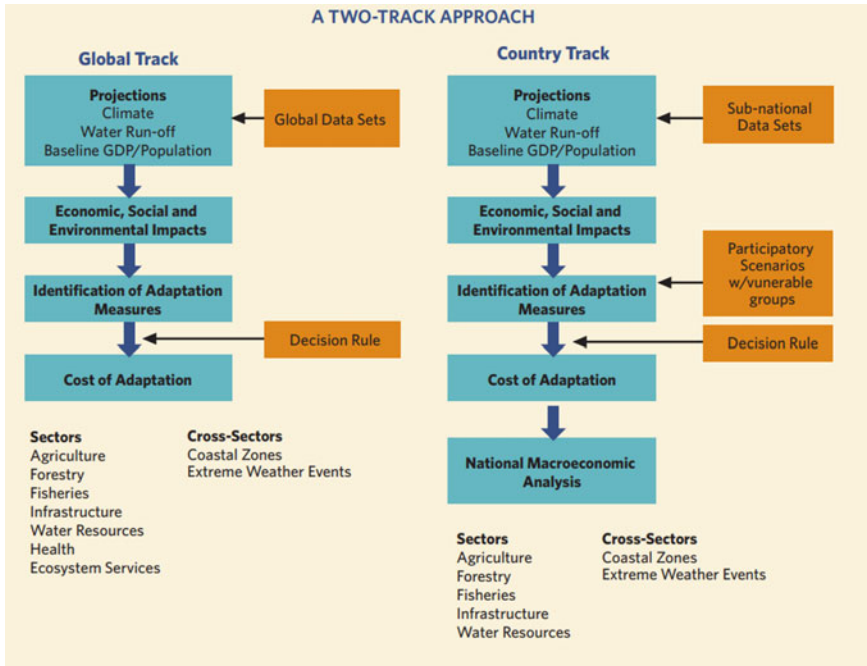 A TWO-TRACK APPROACH
Global Track
Projections
Climate
Water Run-off
Baseline GDP/Population
Global Data Sets
Economic, Social and
Environmental Impacts
Identification of Adaptation
Measures
Decision Rule
Cost of Adaptation
Sectors
Agriculture
Forestry
Fisheries
Infrastructure
Water Resources
Health
Ecosystem Services
Cross-Sectors
Coastal Zones
Extreme Weather Events
Country Track
Projections
Climate
Water Run-off
Baseline GDP/Population
Sub-national
Data Sets
Economic, Social and
Environmental Impacts
Participatory
Scenarios
w/vunerable
groups
Identification of Adaptation
Measures
Decision Rule
Cost of Adaptation
National Macroeconomic
Analysis
Sectors
Agriculture
Forestry
Fisheries
Infrastructure
Water Resources
Cross-Sectors
Coastal Zones
Extreme Weather Events